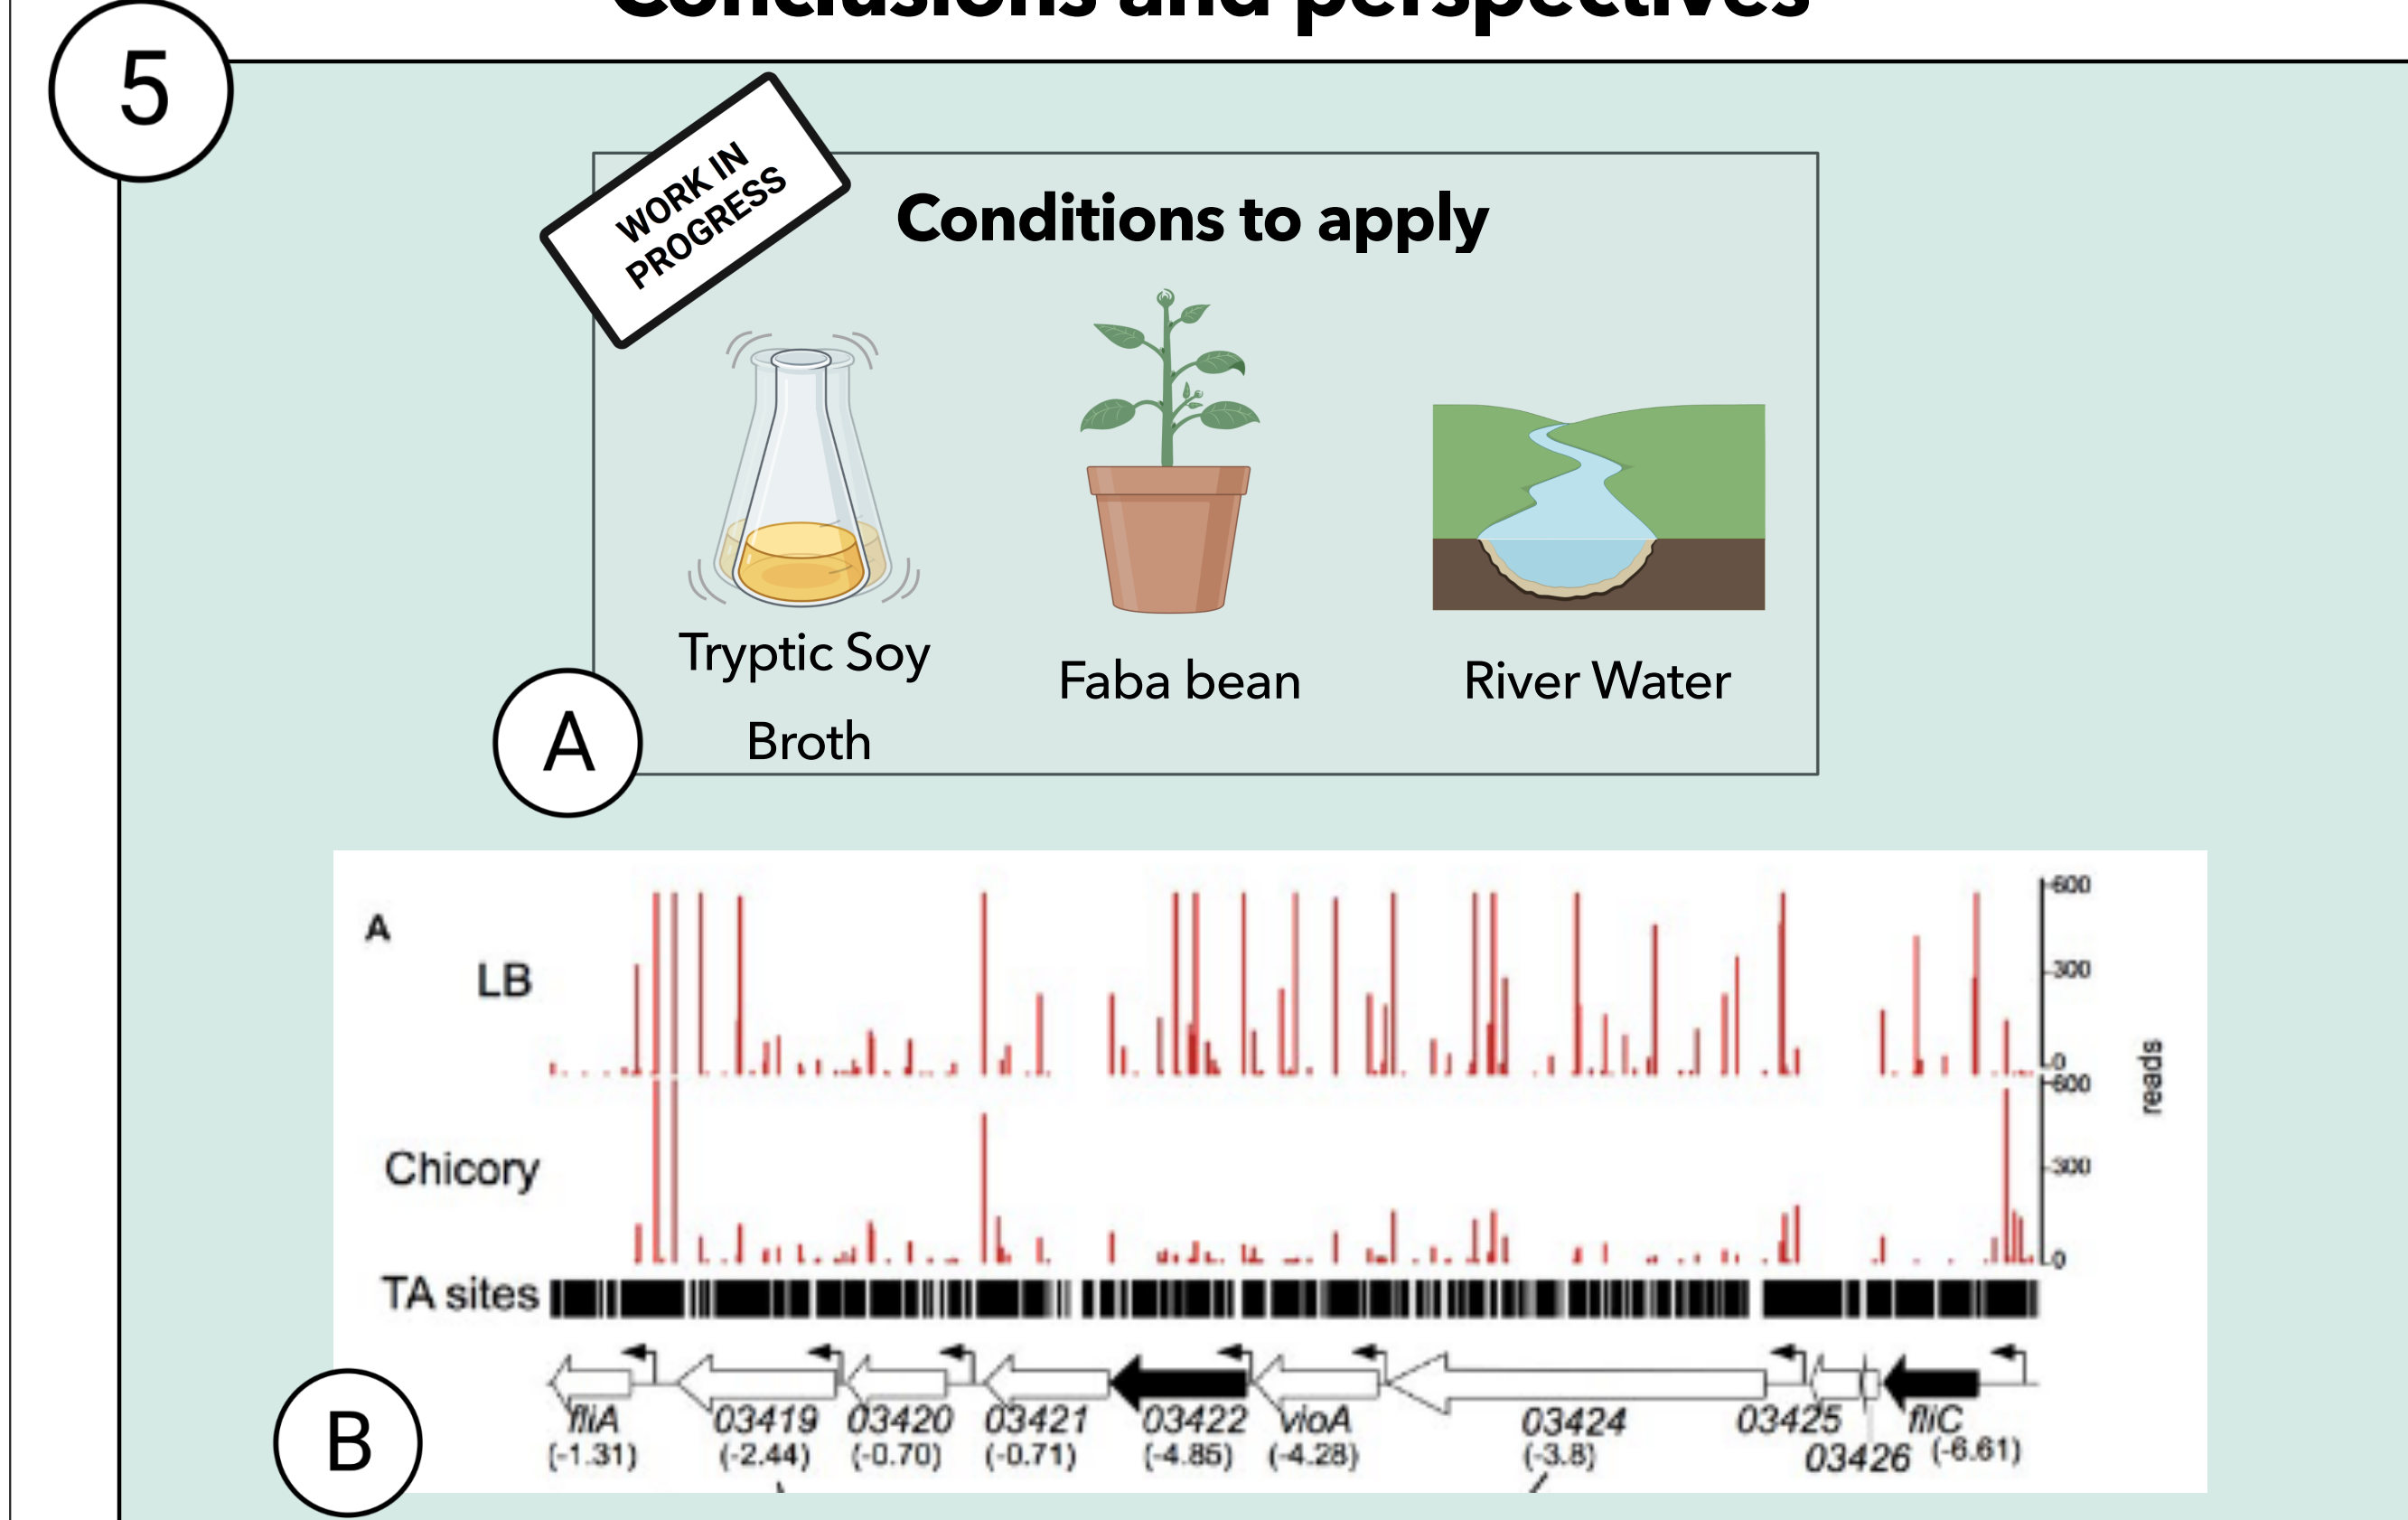 Conclusions and perspectives
5
WORK IN
PROGRESS
Conditions to apply
Tryptic Soy
Broth
Faba bean
River Water
A
A
LB
600
300
0
reads
Chicory
600
300
0
TA sites
B
fliA 03419 03420 03421 03422 vioA 03424 03425 fliC
(-1.31) (-2.44) (-0.70) (-0.71) (-4.85) (-4.28) (-3.8) 03426 (-6.61)